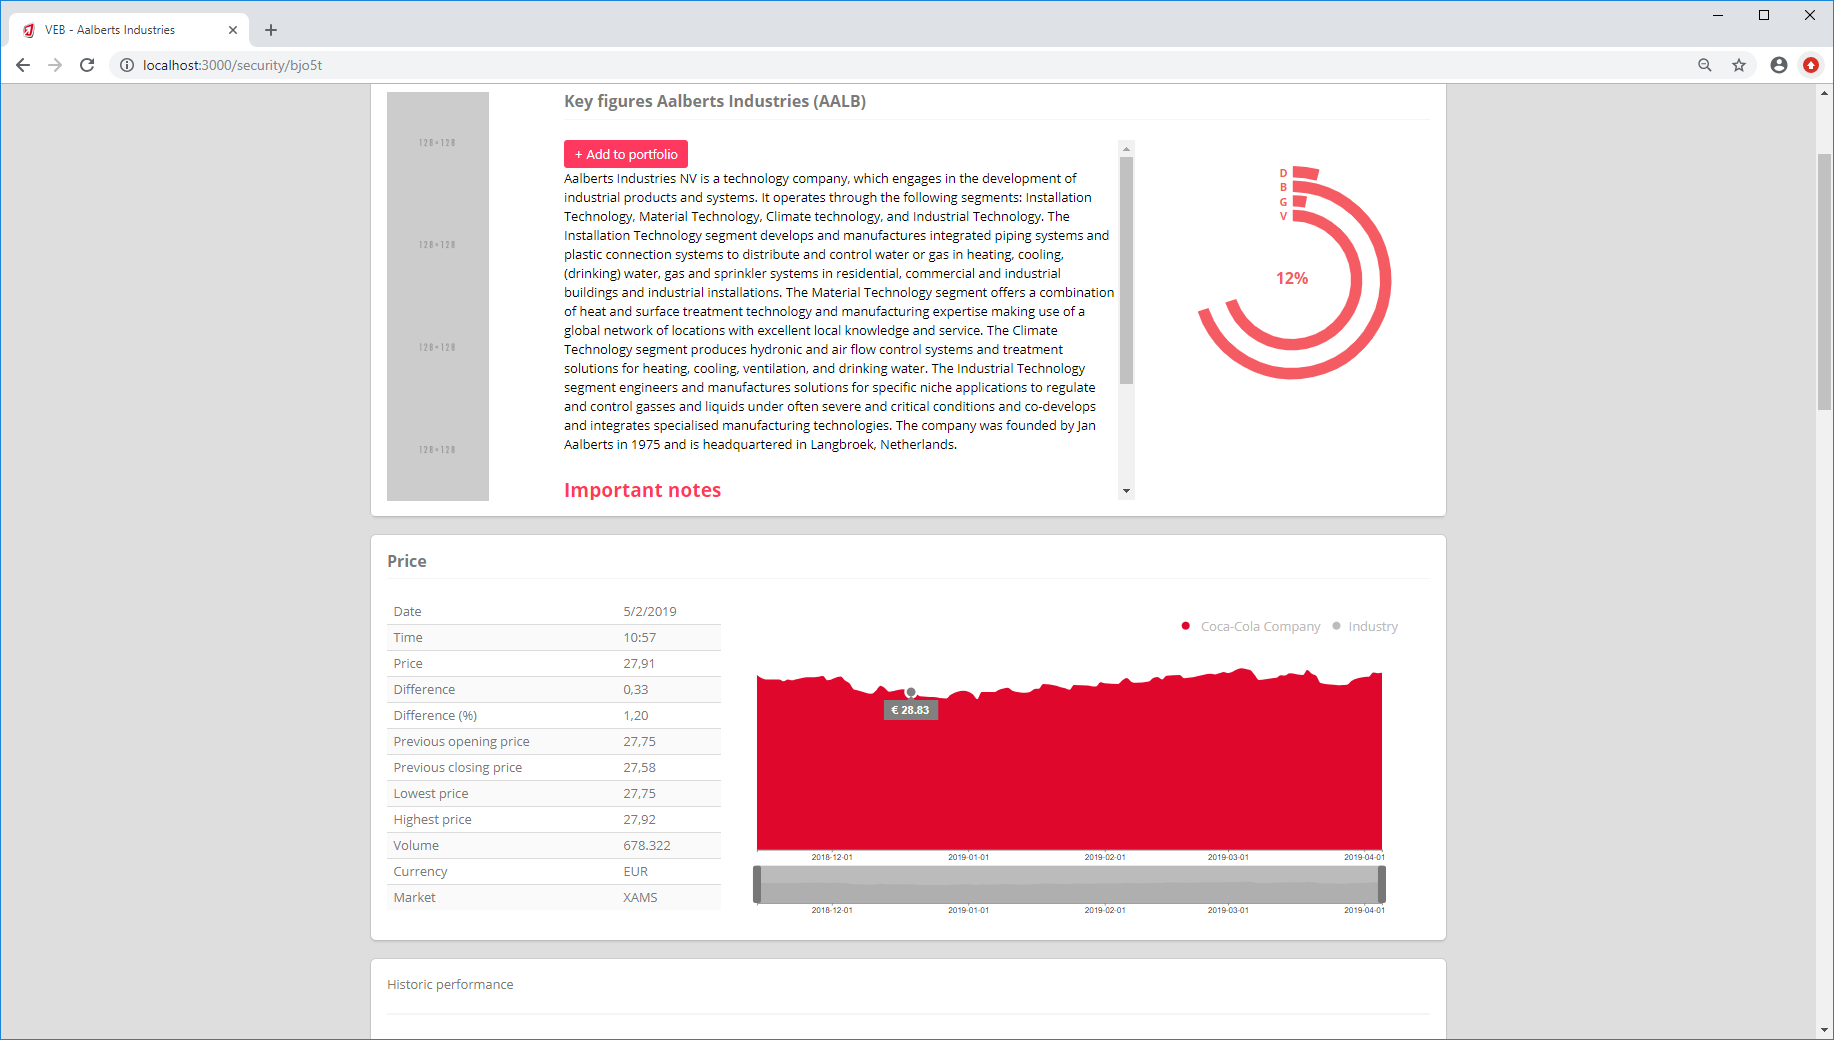 VEB - Aalberts Industries
localhost:3000/security/bjo5t
128×128
128×128
128×128
128×128
Key figures Aalberts Industries (AALB)
+ Add to portfolio
Aalberts Industries NV is a technology company, which engages in the development of
industrial products and systems. It operates through the following segments: Installation
Technology, Material Technology, Climate technology, and Industrial Technology. The
Installation Technology segment develops and manufactures integrated piping systems and
plastic connection systems to distribute and control water or gas in heating, cooling,
(drinking) water, gas and sprinkler systems in residential, commercial and industrial
buildings and industrial installations. The Material Technology segment offers a combination
of heat and surface treatment technology and manufacturing expertise making use of a
global network of locations with excellent local knowledge and service. The Climate
Technology segment produces hydronic and air flow control systems and treatment
solutions for heating, cooling, ventilation, and drinking water. The Industrial Technology
segment engineers and manufactures solutions for specific niche applications to regulate
and control gasses and liquids under often severe and critical conditions and co-develops
and integrates specialised manufacturing technologies. The company was founded by Jan
Aalberts in 1975 and is headquartered in Langbroek, Netherlands.
Important notes
D
B
G
V
12%
Price
Date 5/2/2019
Time 10:57
Price 27,91
Difference 0,33
Difference (%) 1,20
Previous opening price 27,75
Previous closing price 27,58
Lowest price 27,75
Highest price 27,92
Volume 678.322
Currency EUR
Market XAMS
Coca-Cola Company Industry
€ 28.83
2018-12-01 2019-01-01 2019-02-01 2019-03-01 2019-04-01
2018-12-01 2019-01-01 2019-02-01 2019-03-01 2019-04-01
Historic performance